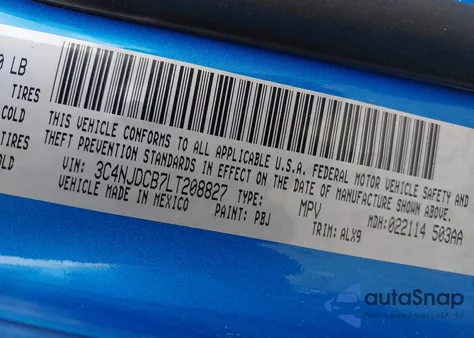 0 LB
TIRES
COLD
TIRES
COLD
THIS VEHICLE CONFORMS TO ALL APPLICABLE U.S.A. FEDERAL MOTOR VEHICLE SAFETY AND
THEFT PREVENTION STANDARDS IN EFFECT ON THE DATE OF MANUFACTURE SHOWN ABOVE.
VIN: 3C4NJDCB7LT208827 TYPE: MPV MDH:022114 503AA
VEHICLE MADE IN MEXICO PAINT: PBJ TRIM: ALX9
autoSnap